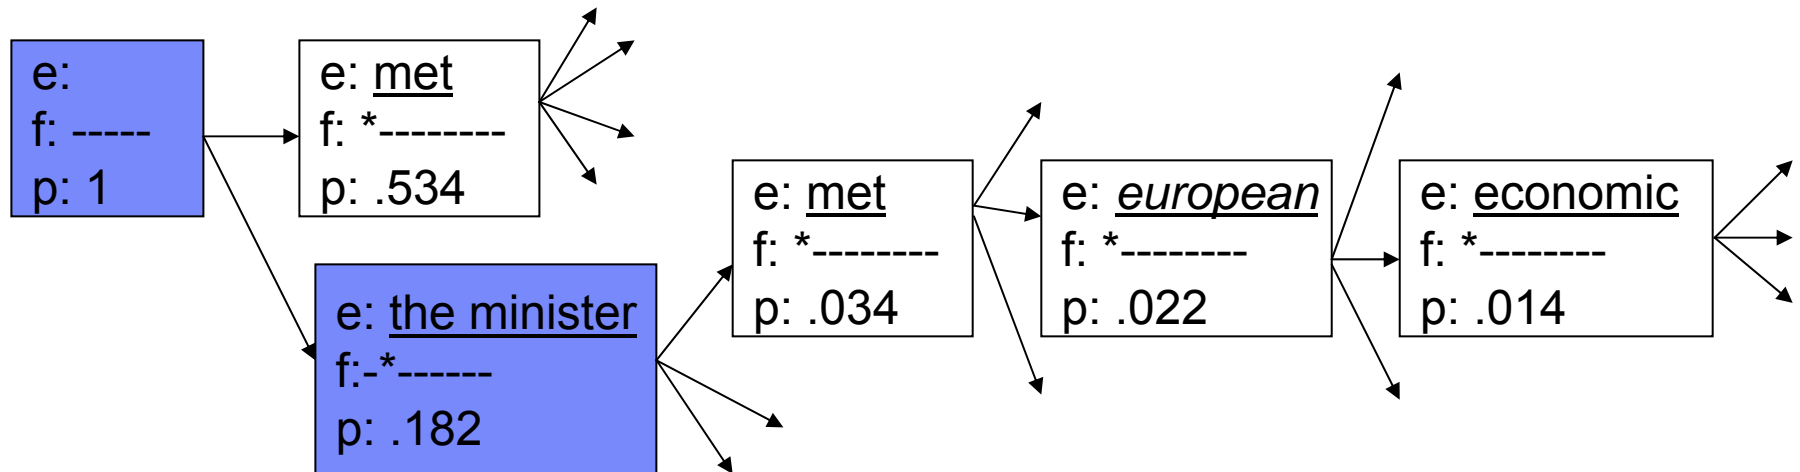 e:
f: -----
p: 1
e: met
f: *--------
p: .534
e: the minister
f:-*------
p: .182
e: met
f: *--------
p: .034
e: european
f: *--------
p: .022
e: economic
f: *--------
p: .014